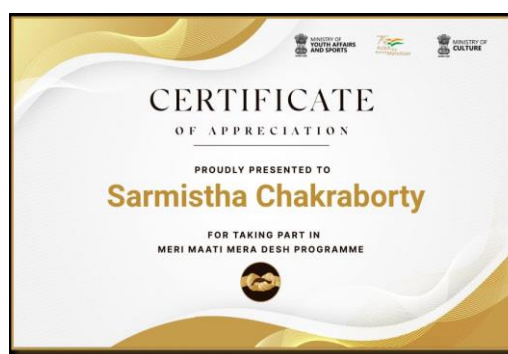 MINISTRY OF
YOUTH AFFAIRS
AND SPORTS
MINISTRY OF
CULTURE
CERTIFICATE
OF APPRECIATION
PROUDLY PRESENTED TO
Sarmistha Chakraborty
FOR TAKING PART IN
MERI MAATI MERA DESH PROGRAMME